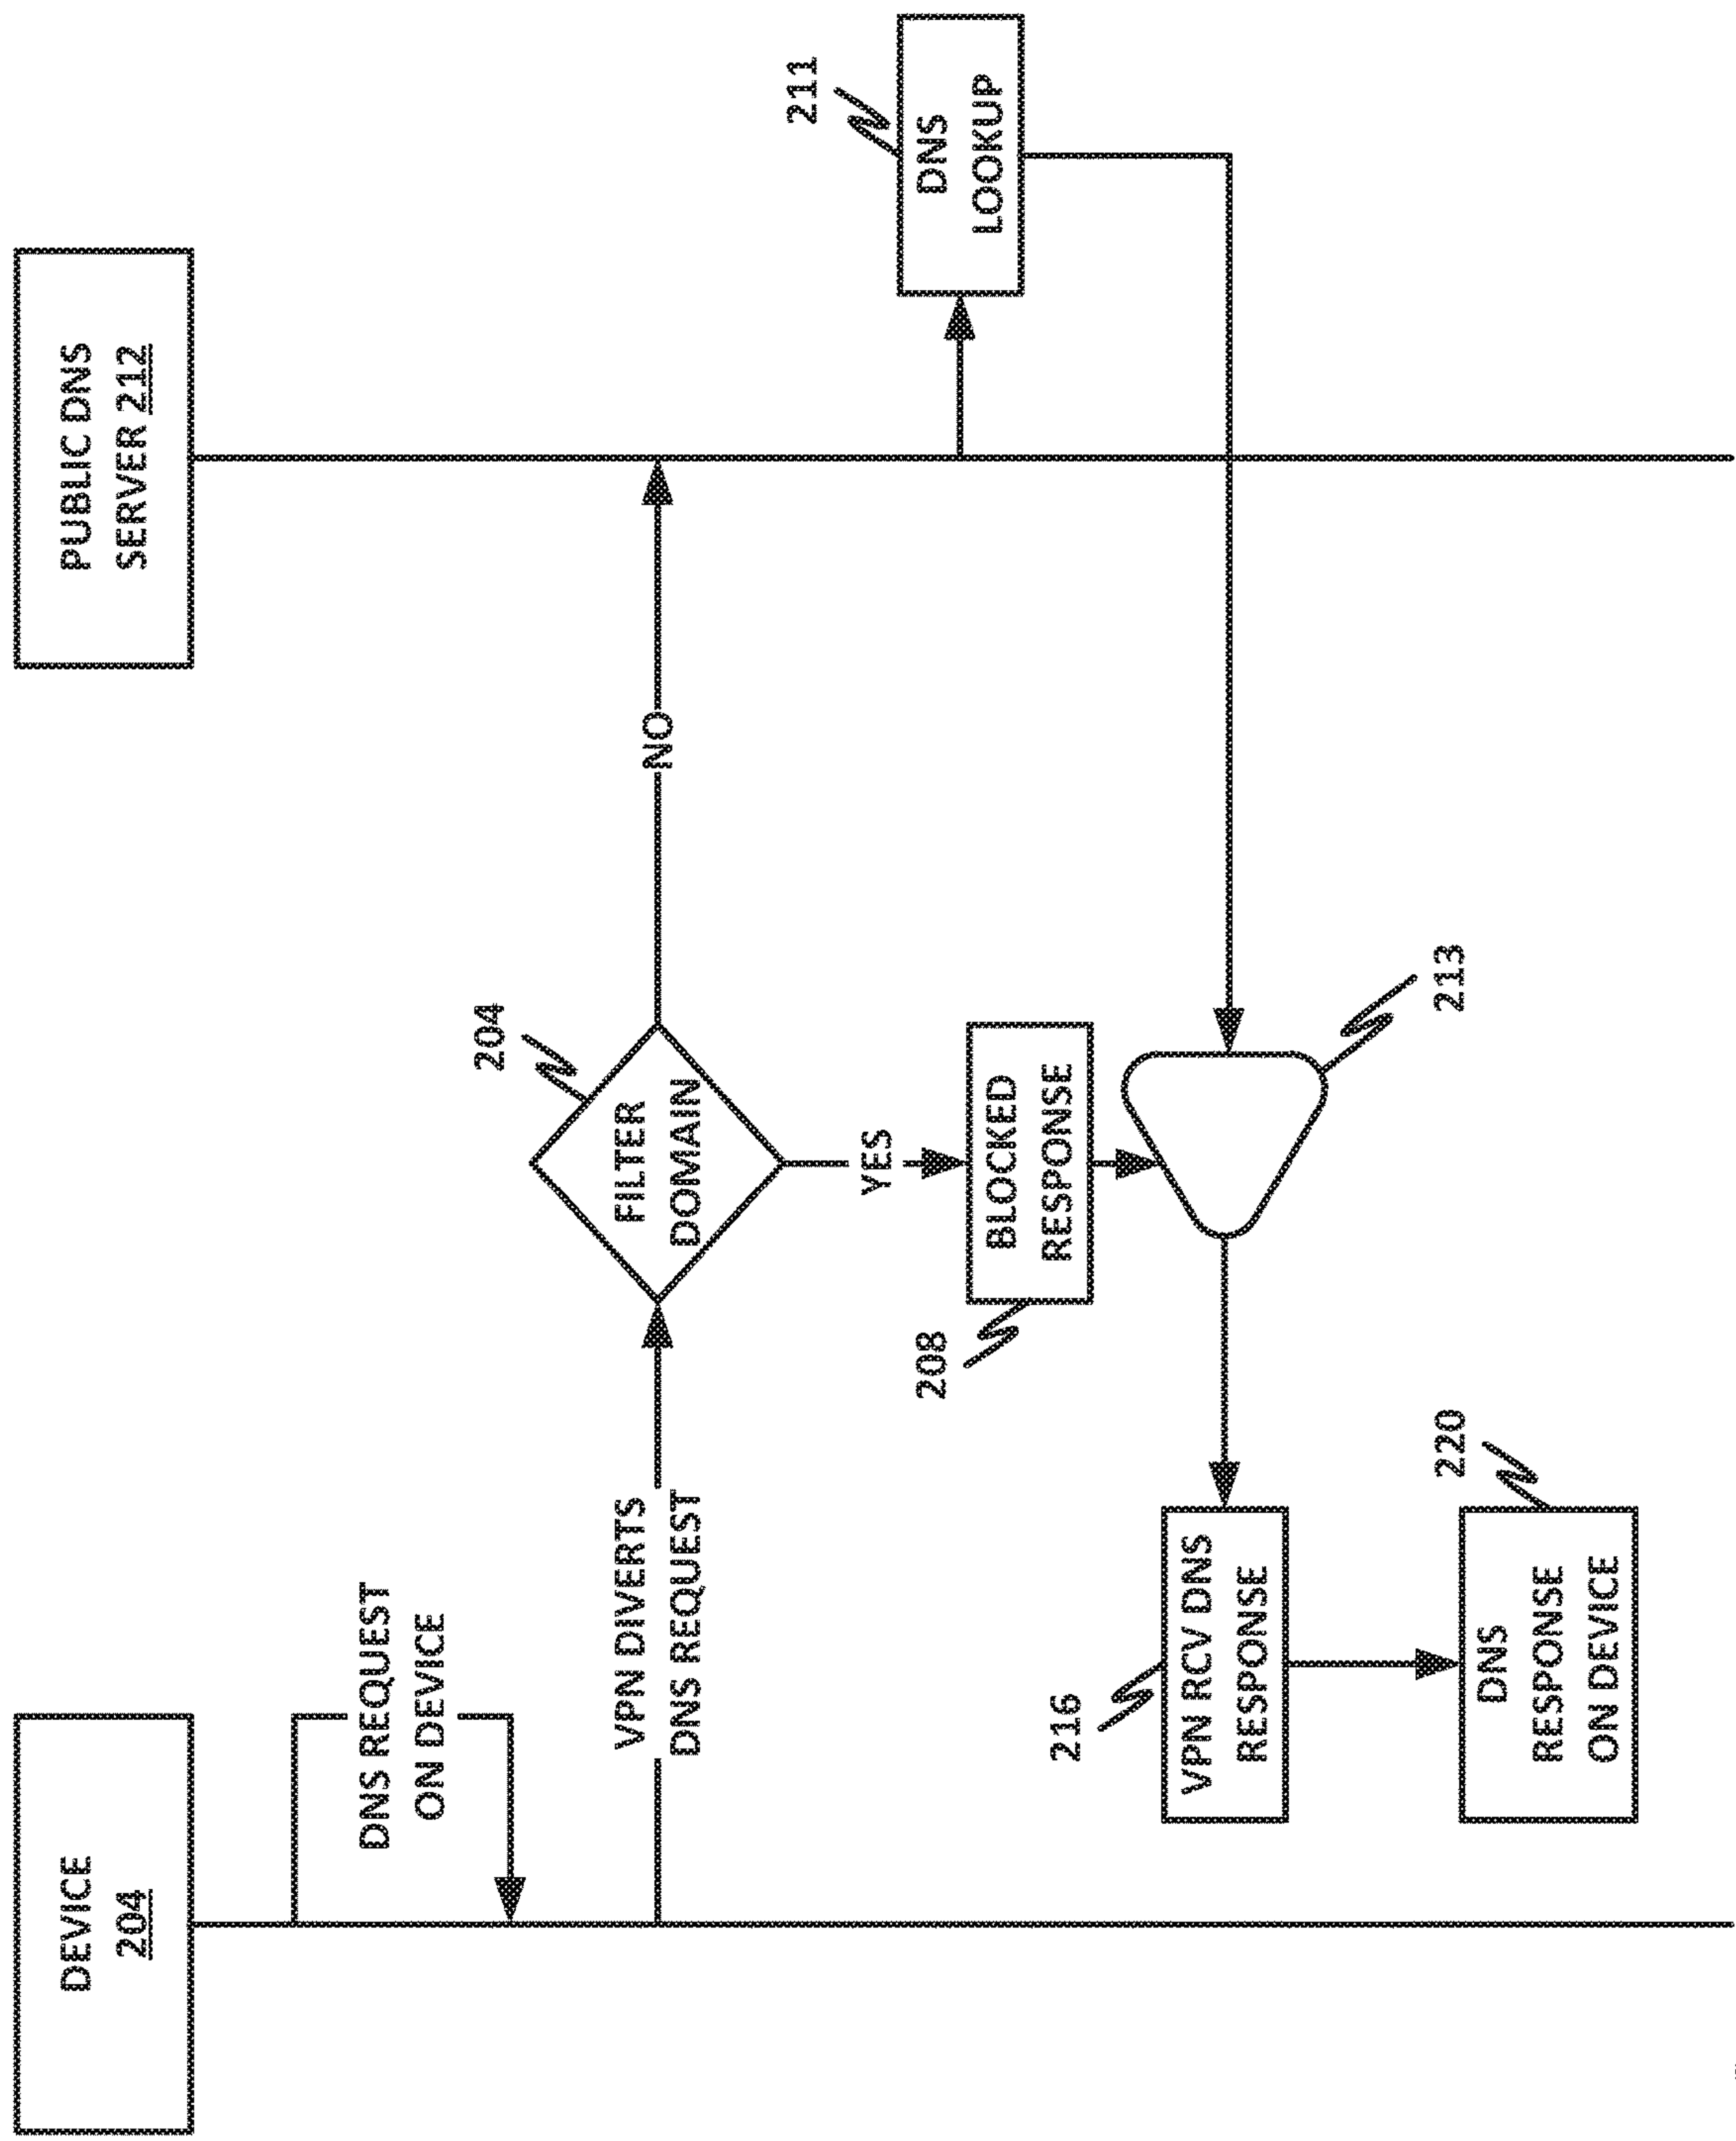 DEVICE
204
PUBLIC DNS
SERVER 212
DNS REQUEST
ON DEVICE
204
VPN DIVERTS
DNS REQUEST
FILTER
DOMAIN
NO
YES
211
DNS
LOOKUP
208
BLOCKED
RESPONSE
213
216
VPN RCV DNS
RESPONSE
220
DNS
RESPONSE
ON DEVICE